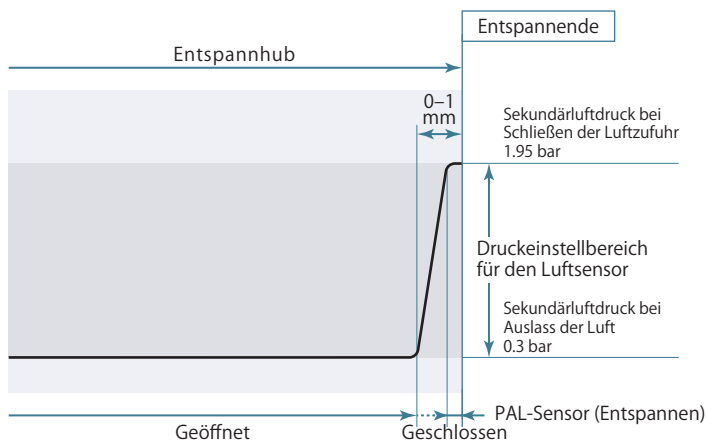 Entspannende
Entspannhub
0–1
mm
Sekundärluftdruck bei
Schließen der Luftzufuhr
1.95 bar
Druckeinstellbereich
für den Luftsensor
Sekundärluftdruck bei
Auslass der Luft
0.3 bar
PAL-Sensor (Entspannen)
Geöffnet
Geschlossen